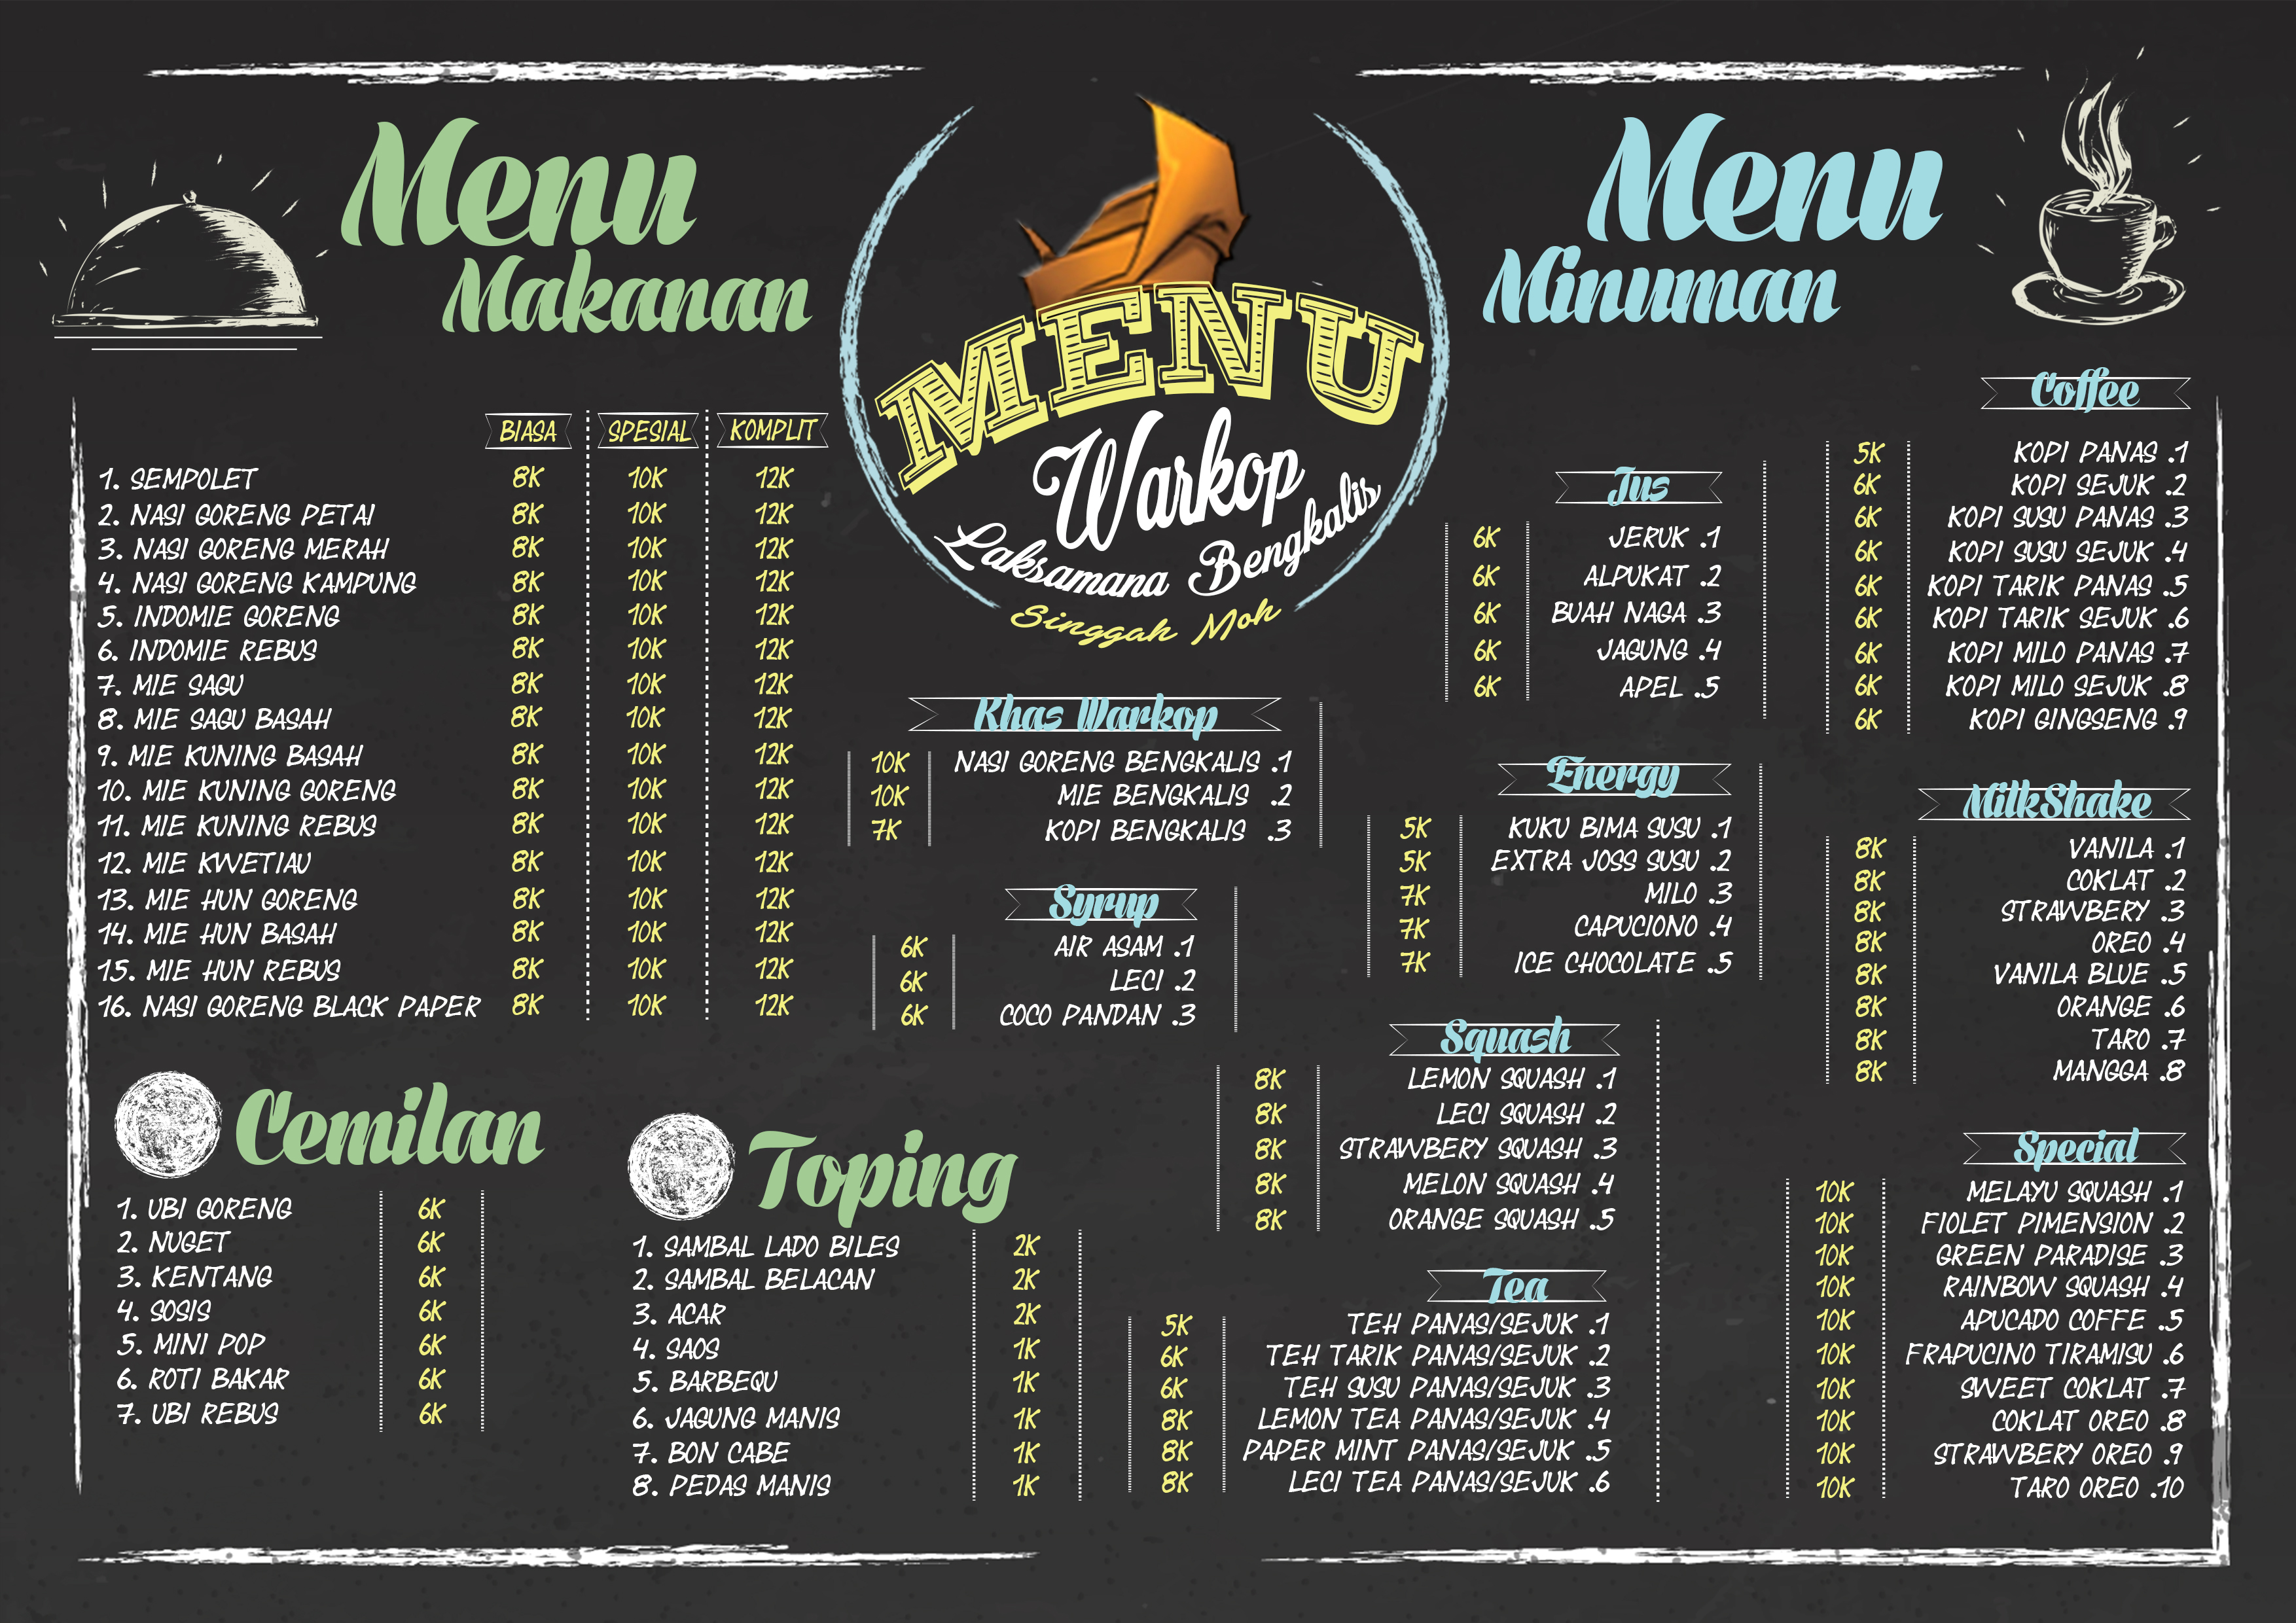 Menu
Makanan
BIASA SPESIAL KOMPLIT
1. SEMPOLET 8K 10K 12K
2. NASI GORENG PETAI 8K 10K 12K
3. NASI GORENG MERAH 8K 10K 12K
4. NASI GORENG KAMPUNG 8K 10K 12K
5. INDOMIE GORENG 8K 10K 12K
6. INDOMIE REBUS 8K 10K 12K
7. MIE SAGU 8K 10K 12K
8. MIE SAGU BASAH 8K 10K 12K
9. MIE KUNING BASAH 8K 10K 12K
10. MIE KUNING GORENG 8K 10K 12K
11. MIE KUNING REBUS 8K 10K 12K
12. MIE KWETIAU 8K 10K 12K
13. MIE HUN GORENG 8K 10K 12K
14. MIE HUN BASAH 8K 10K 12K
15. MIE HUN REBUS 8K 10K 12K
16. NASI GORENG BLACK PAPER 8K 10K 12K
Cemilan
1. UBI GORENG 6K
2. NUGET 6K
3. KENTANG 6K
4. SOSIS 6K
5. MINI POP 6K
6. ROTI BAKAR 6K
7. UBI REBUS 6K
Toping
1. SAMBAL LADO BILES 2K
2. SAMBAL BELACAN 2K
3. ACAR 2K
4. SAOS 1K
5. BARBEQU 1K
6. JAGUNG MANIS 1K
7. BON CABE 1K
8. PEDAS MANIS 1K
MENU
Warkop
Laksamana Bengkalis
Singgah Moh
Khas Warkop
10K NASI GORENG BENGKALIS .1
10K MIE BENGKALIS .2
7K KOPI BENGKALIS .3
Syrup
6K AIR ASAM .1
6K LECI .2
6K COCO PANDAN .3
Menu
Minuman
Jus
6K JERUK .1
6K ALPUKAT .2
6K BUAH NAGA .3
6K JAGUNG .4
6K APEL .5
Energy
5K KUKU BIMA SUSU .1
5K EXTRA JOSS SUSU .2
7K MILO .3
7K CAPUCIONO .4
7K ICE CHOCOLATE .5
Squash
8K LEMON SQUASH .1
8K LECI SQUASH .2
8K STRAWBERY SQUASH .3
8K MELON SQUASH .4
8K ORANGE SQUASH .5
Tea
5K TEH PANAS/SEJUK .1
6K TEH TARIK PANAS/SEJUK .2
6K TEH SUSU PANAS/SEJUK .3
8K LEMON TEA PANAS/SEJUK .4
8K PAPER MINT PANAS/SEJUK .5
8K LECI TEA PANAS/SEJUK .6
Coffee
5K KOPI PANAS .1
6K KOPI SEJUK .2
6K KOPI SUSU PANAS .3
6K KOPI SUSU SEJUK .4
6K KOPI TARIK PANAS .5
6K KOPI TARIK SEJUK .6
6K KOPI MILO PANAS .7
6K KOPI MILO SEJUK .8
6K KOPI GINGSENG .9
MilkShake
8K VANILA .1
8K COKLAT .2
8K STRAWBERY .3
8K OREO .4
8K VANILA BLUE .5
8K ORANGE .6
8K TARO .7
8K MANGGA .8
Special
10K MELAYU SQUASH .1
10K FIOLET PIMENSION .2
10K GREEN PARADISE .3
10K RAINBOW SQUASH .4
10K APUCADO COFFE .5
10K FRAPUCINO TIRAMISU .6
10K SWEET COKLAT .7
10K COKLAT OREO .8
10K STRAWBERY OREO .9
10K TARO OREO .10